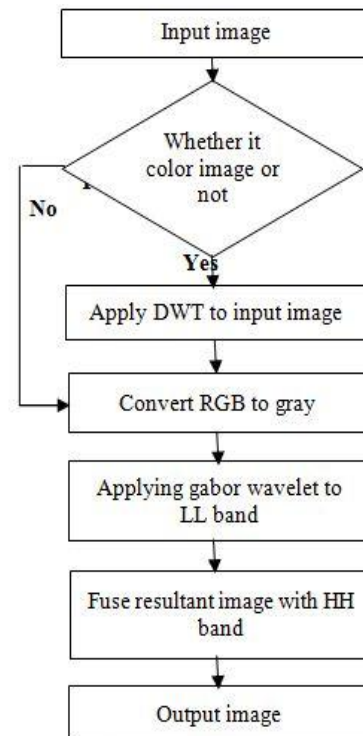 Input image
Whether it
color image or
not
No
Yes
Apply DWT to input image
Convert RGB to gray
Applying gabor wavelet to
LL band
Fuse resultant image with HH
band
Output image